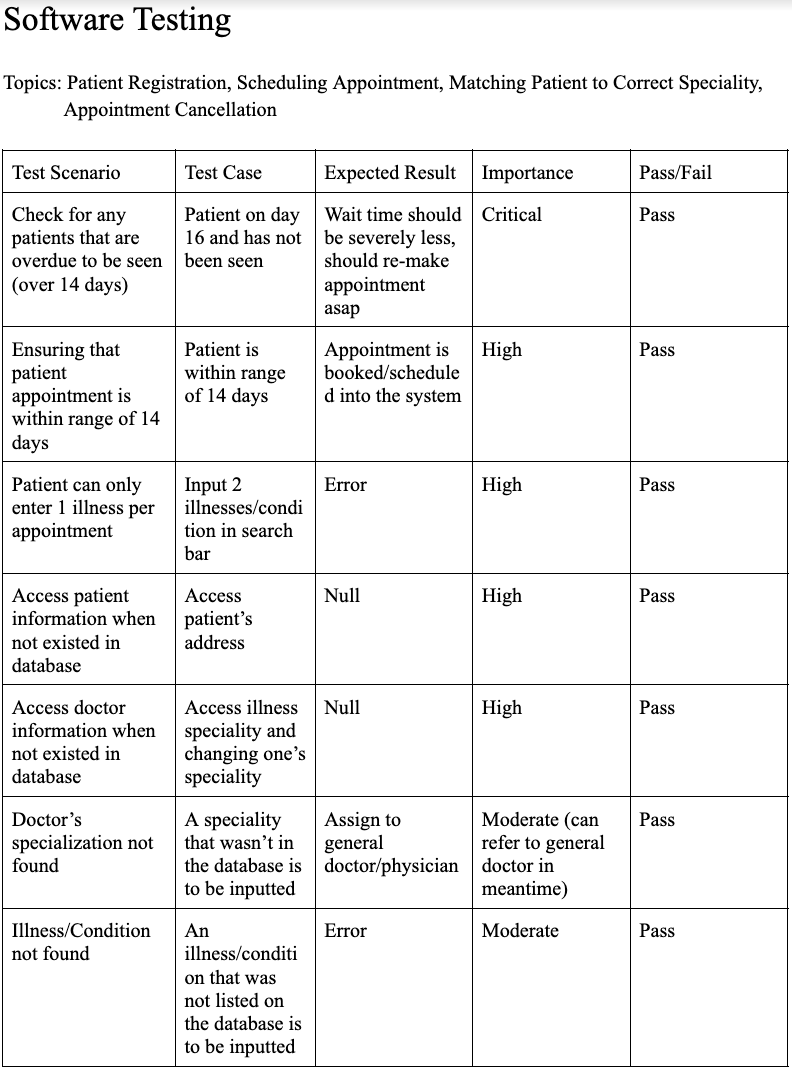 Software Testing
Topics: Patient Registration, Scheduling Appointment, Matching Patient to Correct Speciality,
Appointment Cancellation
Test Scenario
Test Case
Expected Result
Importance
Pass/Fail
Check for any
patients that are
overdue to be seen
(over 14 days)
Patient on day
16 and has not
been seen
Wait time should
be severely less,
should re-make
appointment
asap
Critical
Pass
Ensuring that
patient
appointment is
within range of 14
days
Patient is
within range
of 14 days
Appointment is
booked/schedule
d into the system
High
Pass
Patient can only
enter 1 illness per
appointment
Input 2
illnesses/condi
tion in search
bar
Error
High
Pass
Access patient
information when
not existed in
database
Access
patient’s
address
Null
High
Pass
Access doctor
information when
not existed in
database
Access illness
speciality and
changing one’s
speciality
Null
High
Pass
Doctor’s
specialization not
found
A speciality
that wasn’t in
the database is
to be inputted
Assign to
general
doctor/physician
Moderate (can
refer to general
doctor in
meantime)
Pass
Illness/Condition
not found
An
illness/conditi
on that was
not listed on
the database is
to be inputted
Error
Moderate
Pass